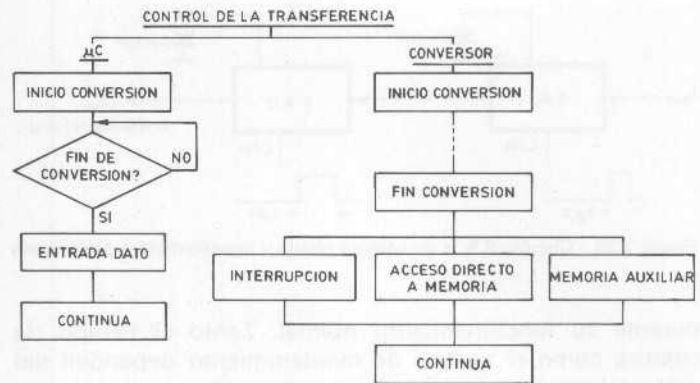 CONTROL DE LA TRANSFERENCIA
µC
INICIO CONVERSION
FIN DE
CONVERSION?
NO
SI
ENTRADA DATO
CONTINUA
CONVERSOR
INICIO CONVERSION
FIN CONVERSION
INTERRUPCION
ACCESO DIRECTO
A MEMORIA
MEMORIA AUXILIAR
CONTINUA